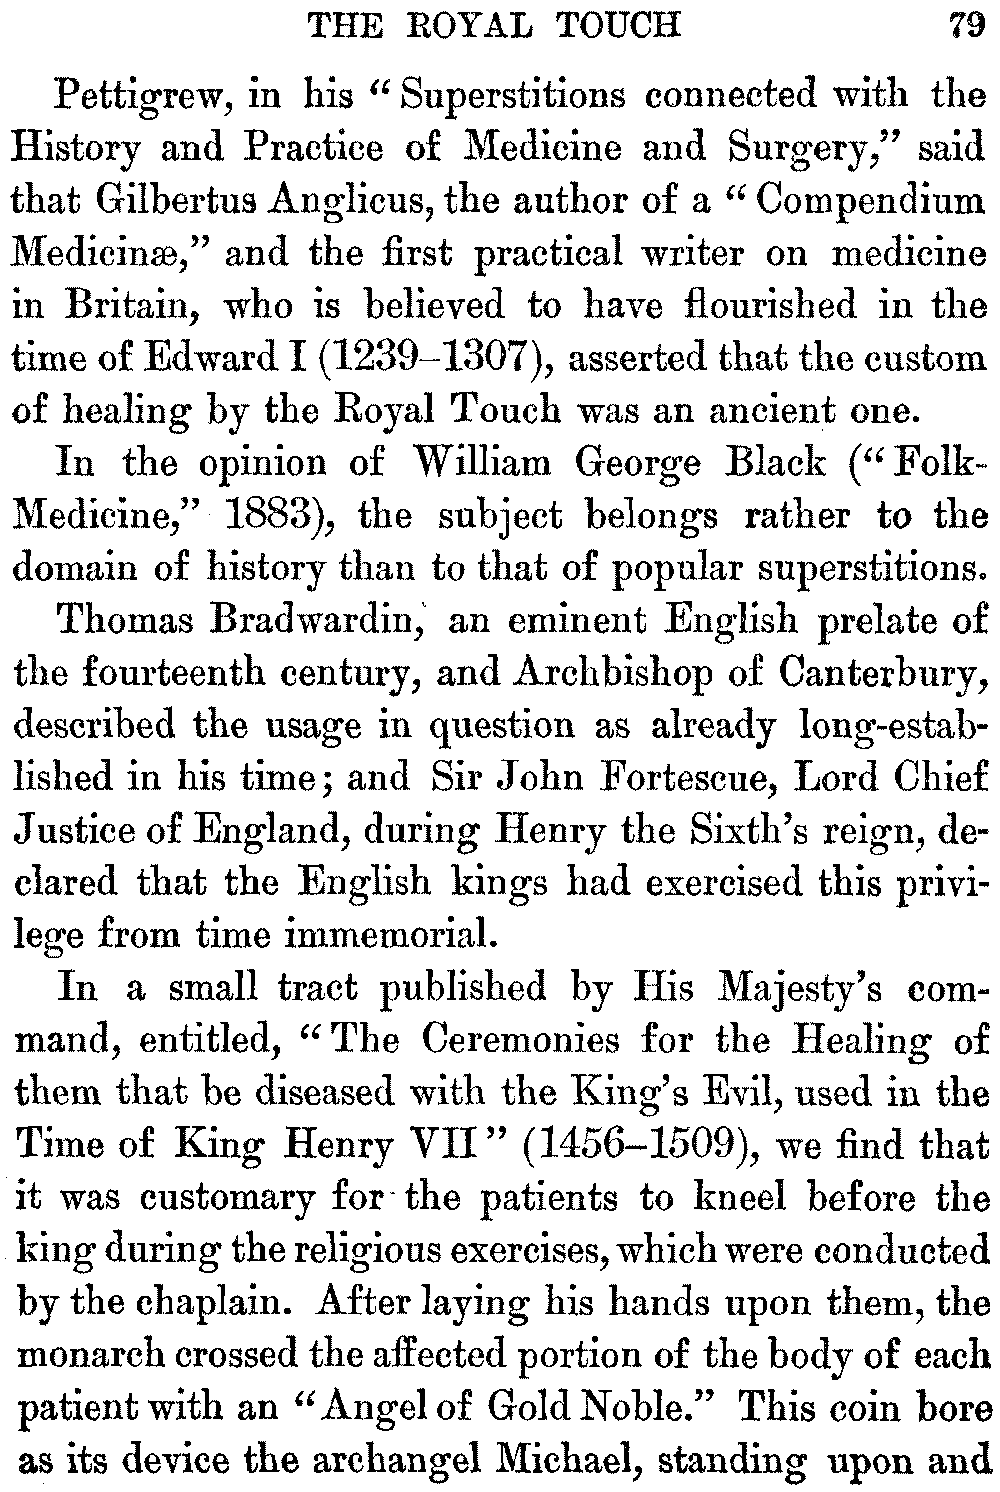 THE ROYAL TOUCH 79
Pettigrew, in his “Superstitions connected with the
History and Practice of Medicine and Surgery,” said
that Gilbertus Anglicus, the author of a “Compendium
Medicinæ,” and the first practical writer on medicine
in Britain, who is believed to have flourished in the
time of Edward I (1239–1307), asserted that the custom
of healing by the Royal Touch was an ancient one.
In the opinion of William George Black (“Folk-
Medicine,” 1883), the subject belongs rather to the
domain of history than to that of popular superstitions.
Thomas Bradwardin, an eminent English prelate of
the fourteenth century, and Archbishop of Canterbury,
described the usage in question as already long-estab-
lished in his time; and Sir John Fortescue, Lord Chief
Justice of England, during Henry the Sixth’s reign, de-
clared that the English kings had exercised this privi-
lege from time immemorial.
In a small tract published by His Majesty’s com-
mand, entitled, “The Ceremonies for the Healing of
them that be diseased with the King’s Evil, used in the
Time of King Henry VII” (1456–1509), we find that
it was customary for the patients to kneel before the
king during the religious exercises, which were conducted
by the chaplain. After laying his hands upon them, the
monarch crossed the affected portion of the body of each
patient with an “Angel of Gold Noble.” This coin bore
as its device the archangel Michael, standing upon and